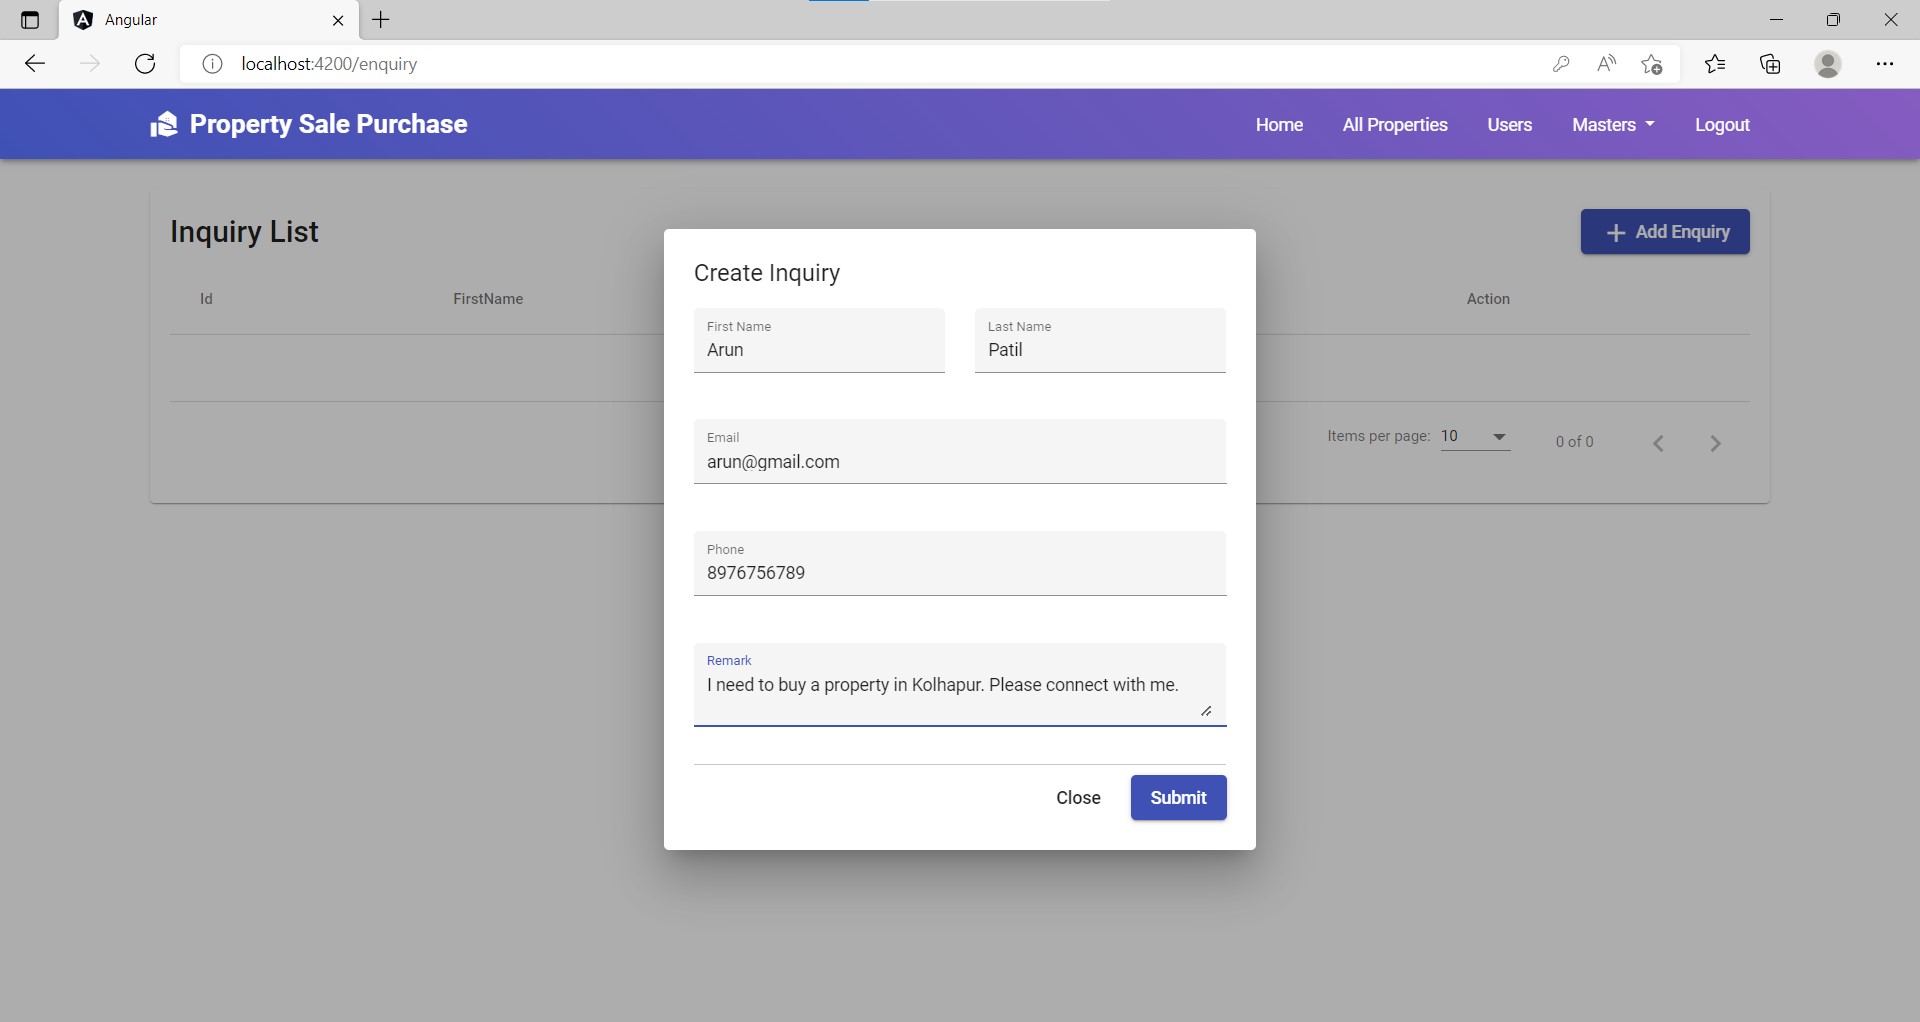 Angular
localhost:4200/enquiry
Property Sale Purchase
Home
All Properties
Users
Masters
Logout
Inquiry List
Add Enquiry
Id
FirstName
Action
Items per page: 10
0 of 0
Create Inquiry
First Name
Arun
Last Name
Patil
Email
arun@gmail.com
Phone
8976756789
Remark
I need to buy a property in Kolhapur. Please connect with me.
Close
Submit